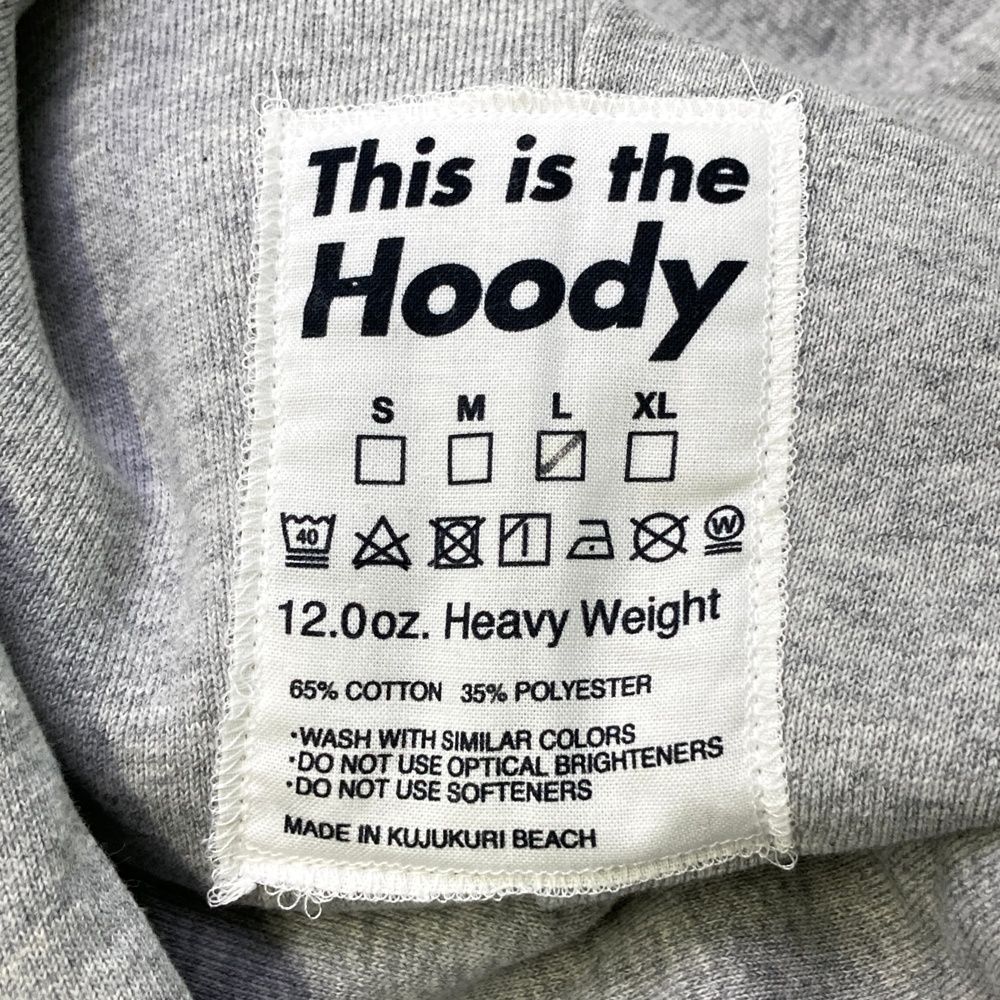 This is the
Hoody
S M L XL
40 W
12.0oz. Heavy Weight
65% COTTON 35% POLYESTER
•WASH WITH SIMILAR COLORS
•DO NOT USE OPTICAL BRIGHTENERS
•DO NOT USE SOFTENERS
MADE IN KUJUKURI BEACH